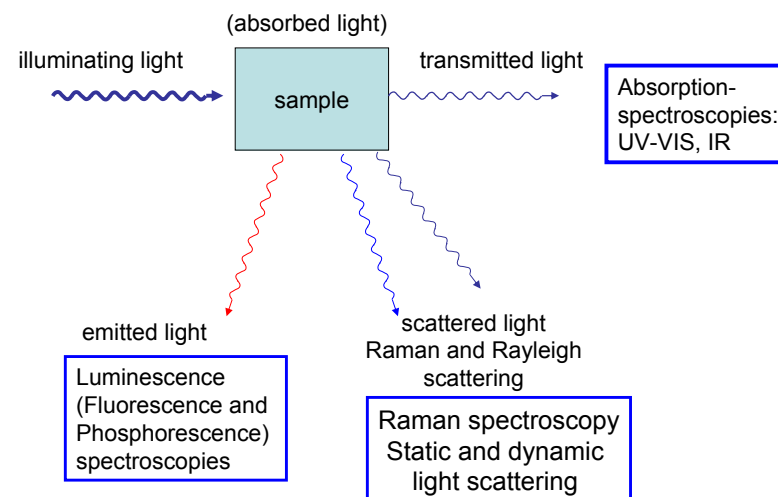 (absorbed light)
illuminating light
transmitted light
sample
Absorption-
spectroscopies:
UV-VIS, IR
emitted light
Luminescence
(Fluorescence and
Phosphorescence)
spectroscopies
scattered light
Raman and Rayleigh
scattering
Raman spectroscopy
Static and dynamic
light scattering